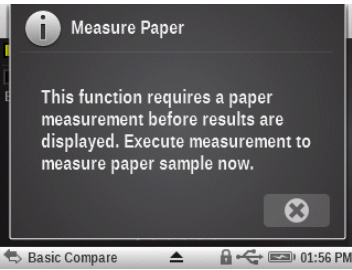 Measure Paper
This function requires a paper
measurement before results are
displayed. Execute measurement to
measure paper sample now.
Basic Compare 01:56 PM